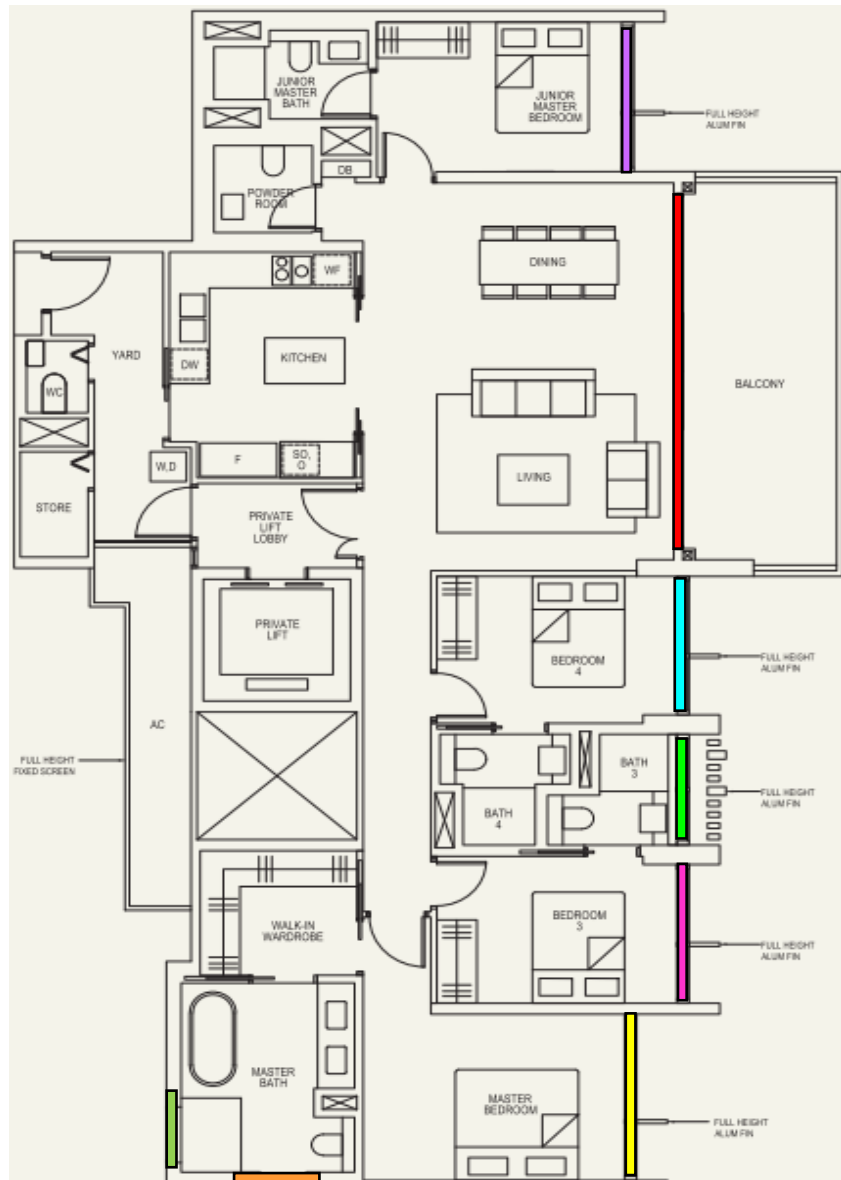 JUNIOR
MASTER
BATH
JUNIOR
MASTER
BEDROOM
FULL HEIGHT
ALUM FIN
DB
POWDER
ROOM
WF
DINING
YARD
KITCHEN
DW
BALCONY
WC
F
SO,
O
W,D
LIVING
STORE
PRIVATE
LIFT
LOBBY
PRIVATE
LIFT
BEDROOM
4
FULL HEIGHT
ALUM FIN
AC
FULL HEIGHT
FIXED SCREEN
BATH
3
FULL HEIGHT
ALUM FIN
BATH
4
WALK-IN
WARDROBE
BEDROOM
3
FULL HEIGHT
ALUM FIN
MASTER
BATH
MASTER
BEDROOM
FULL HEIGHT
ALUM FIN